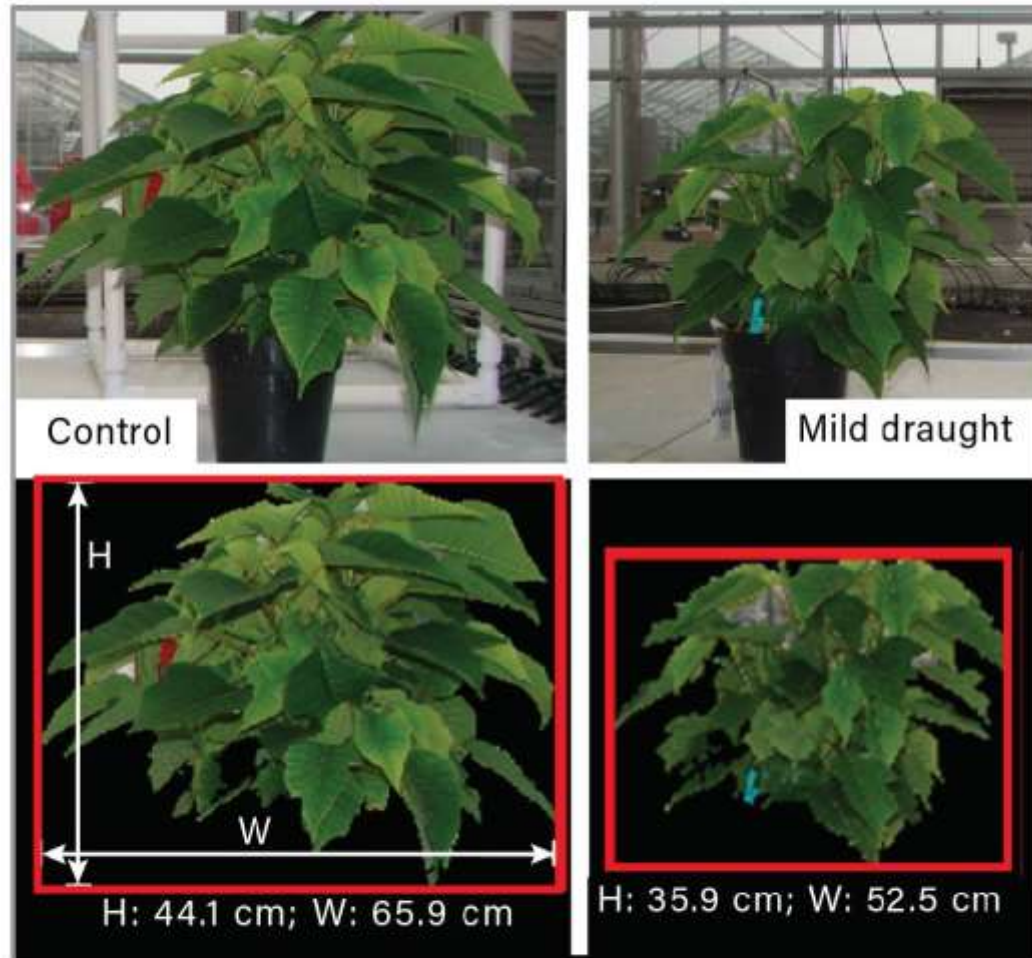 Control
Mild draught
H
W
H: 44.1 cm; W: 65.9 cm
H: 35.9 cm; W: 52.5 cm